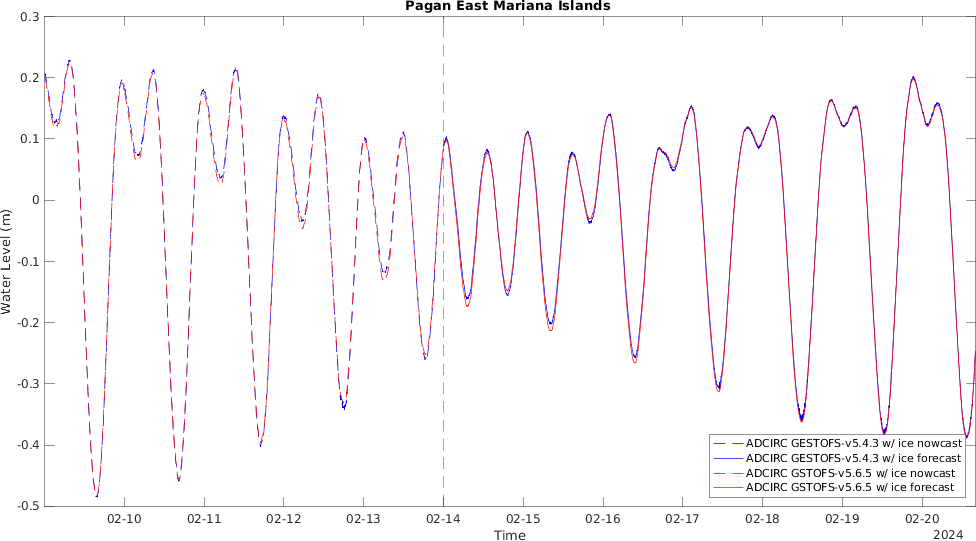 Pagan East Mariana Islands
0.3
0.2
0.1
0
-0.1
-0.2
-0.3
-0.4
-0.5
Water Level (m)
ADCIRC GESTOFS-v5.4.3 w/ ice nowcast
ADCIRC GESTOFS-v5.4.3 w/ ice forecast
ADCIRC GSTOFS-v5.6.5 w/ ice nowcast
ADCIRC GSTOFS-v5.6.5 w/ ice forecast
02-10 02-11 02-12 02-13 02-14 02-15 02-16 02-17 02-18 02-19 02-20
Time
2024